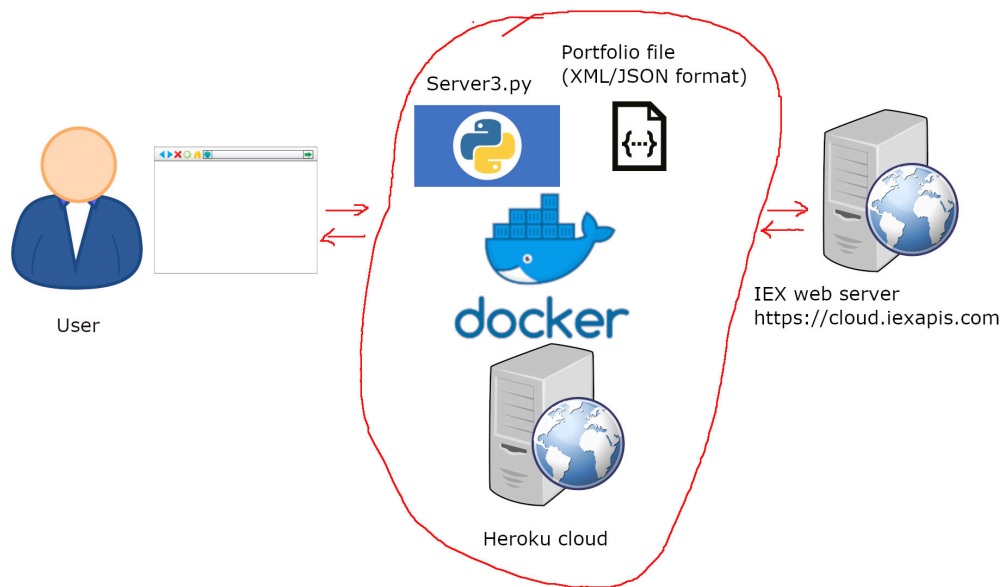 Portfolio file
(XML/JSON format)
Server3.py
{...}
docker
User
IEX web server
https://cloud.iexapis.com
Heroku cloud